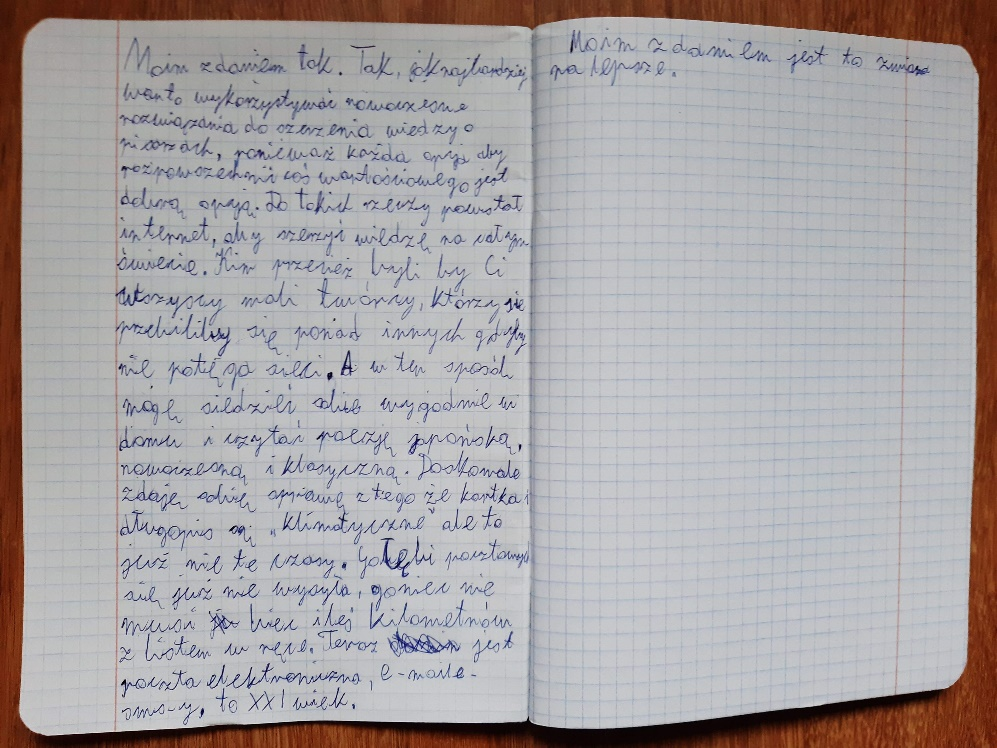 Moim zdaniem tak. Tak, jak najbardziej
warto wykorzystywać nowoczesne
rozwiązania do szerzenia wiedzy o
pisarzach, ponieważ każda opcja aby
rozpowszechnić coś wartościowego jest
dobrą opcją. Do takich rzeczy powstał
internet, aby szerzyć wiedzę na cały
ówienie. Kim przecież byli by Ci
wszyscy mali twórcy, którzy nie
przebiliby się ponad innych gdyby
nie potęga sieci. A w ten sposób
mogę siedzieć sobie wygodnie w
domu i czytać poezję japońską,
nowoczesną i klasyczną. Doskonale
zdaję sobię sprawę z tego że kartka i
długopis są „klimatyczne" ale to
już nie te czasy. Gołębi pocztowych
się już nie wysyła, goniec nie
musi biec ileś kilometrów
z listem w ręce. Teraz jest
poczta elektroniczna, e-maile-
sms-y, to XXI wiek.
Moim zdaniem jest to zmiana
na lepsze.